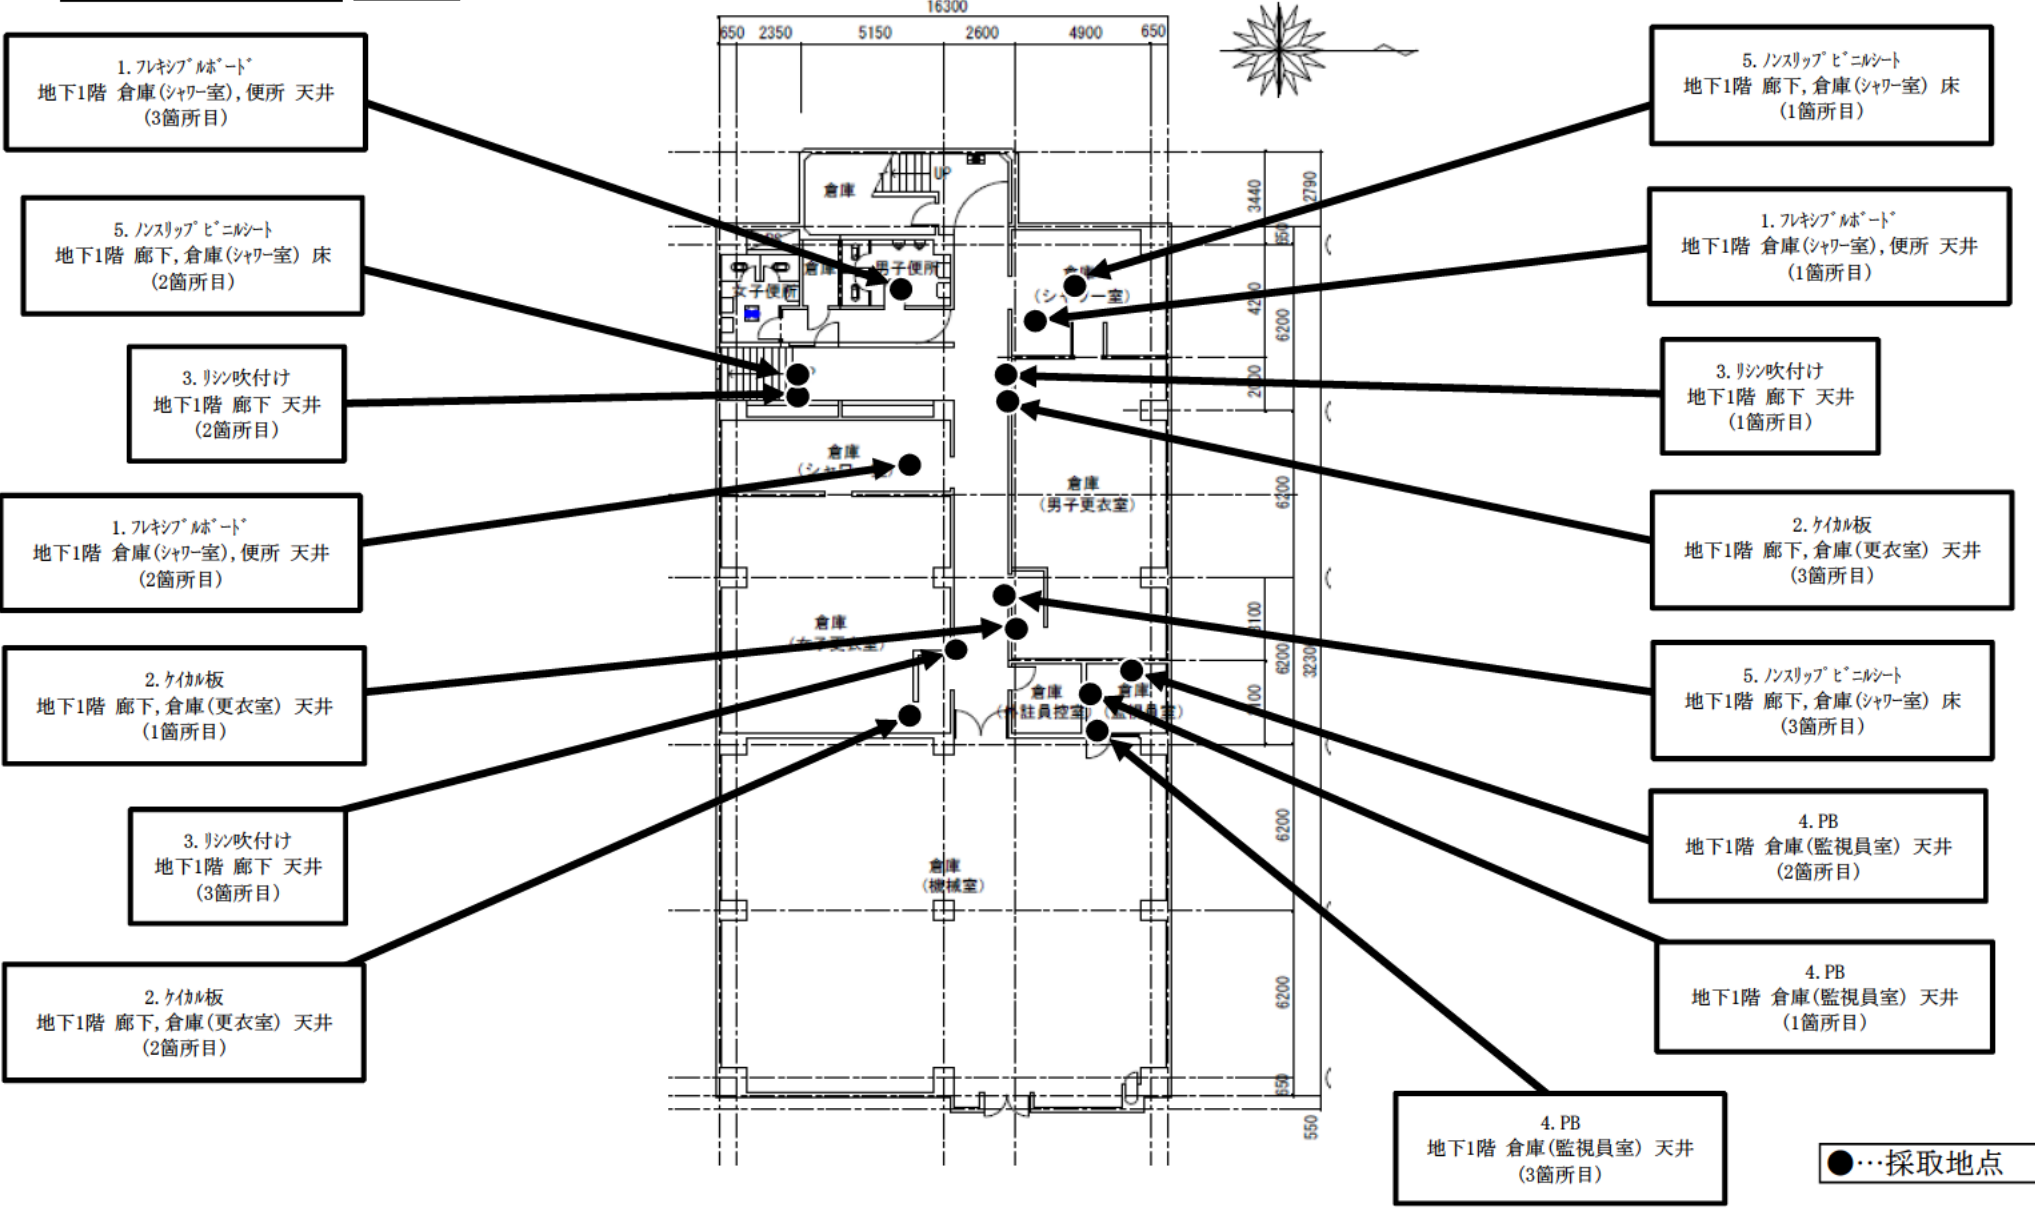 16300
650 2350 5150 2600 4900 650
1. ﾌﾚｷｼﾌﾞﾙﾎﾞｰﾄﾞ
地下1階 倉庫(ｼｬﾜｰ室),便所 天井
(3箇所目)
5. ﾉﾝｽﾘｯﾌﾟﾋﾞﾆﾙｼｰﾄ
地下1階 廊下,倉庫(ｼｬﾜｰ室) 床
(2箇所目)
3. ﾘｼﾝ吹付け
地下1階 廊下 天井
(2箇所目)
1. ﾌﾚｷｼﾌﾞﾙﾎﾞｰﾄﾞ
地下1階 倉庫(ｼｬﾜｰ室),便所 天井
(2箇所目)
2. ｹｲｶﾙ板
地下1階 廊下,倉庫(更衣室) 天井
(1箇所目)
3. ﾘｼﾝ吹付け
地下1階 廊下 天井
(3箇所目)
2. ｹｲｶﾙ板
地下1階 廊下,倉庫(更衣室) 天井
(2箇所目)
倉庫
UP
倉庫
男子便所
女子便所
倉庫
(シャワー室)
倉庫
倉庫
(男子更衣室)
倉庫
(女子更衣室)
倉庫
倉庫
(監視員室)
倉庫
(機械室)
3440
2790
650
4200
6200
2000
6200
3100
6200
3230
3100
6200
6200
650
550
5. ﾉﾝｽﾘｯﾌﾟﾋﾞﾆﾙｼｰﾄ
地下1階 廊下,倉庫(ｼｬﾜｰ室) 床
(1箇所目)
1. ﾌﾚｷｼﾌﾞﾙﾎﾞｰﾄﾞ
地下1階 倉庫(ｼｬﾜｰ室),便所 天井
(1箇所目)
3. ﾘｼﾝ吹付け
地下1階 廊下 天井
(1箇所目)
2. ｹｲｶﾙ板
地下1階 廊下,倉庫(更衣室) 天井
(3箇所目)
5. ﾉﾝｽﾘｯﾌﾟﾋﾞﾆﾙｼｰﾄ
地下1階 廊下,倉庫(ｼｬﾜｰ室) 床
(3箇所目)
4. PB
地下1階 倉庫(監視員室) 天井
(2箇所目)
4. PB
地下1階 倉庫(監視員室) 天井
(1箇所目)
4. PB
地下1階 倉庫(監視員室) 天井
(3箇所目)
●…採取地点